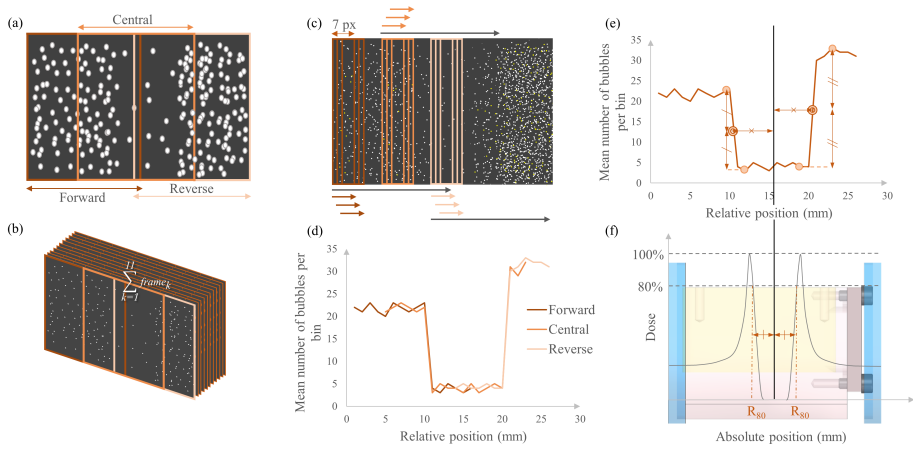 (a)
Central
Forward
Reverse
(b)
11
∑ frameₖ
k=1
(c)
7 px
(d)
Mean number of bubbles per
bin
35
30
25
20
15
10
5
0
0
10
20
30
Relative position (mm)
Forward
Central
Reverse
(e)
Mean number of bubbles
per bin
35
30
25
20
15
10
5
0
0
5
10
15
20
25
30
Relative position (mm)
(f)
100%
80%
Dose
R₈₀
R₈₀
Absolute position (mm)